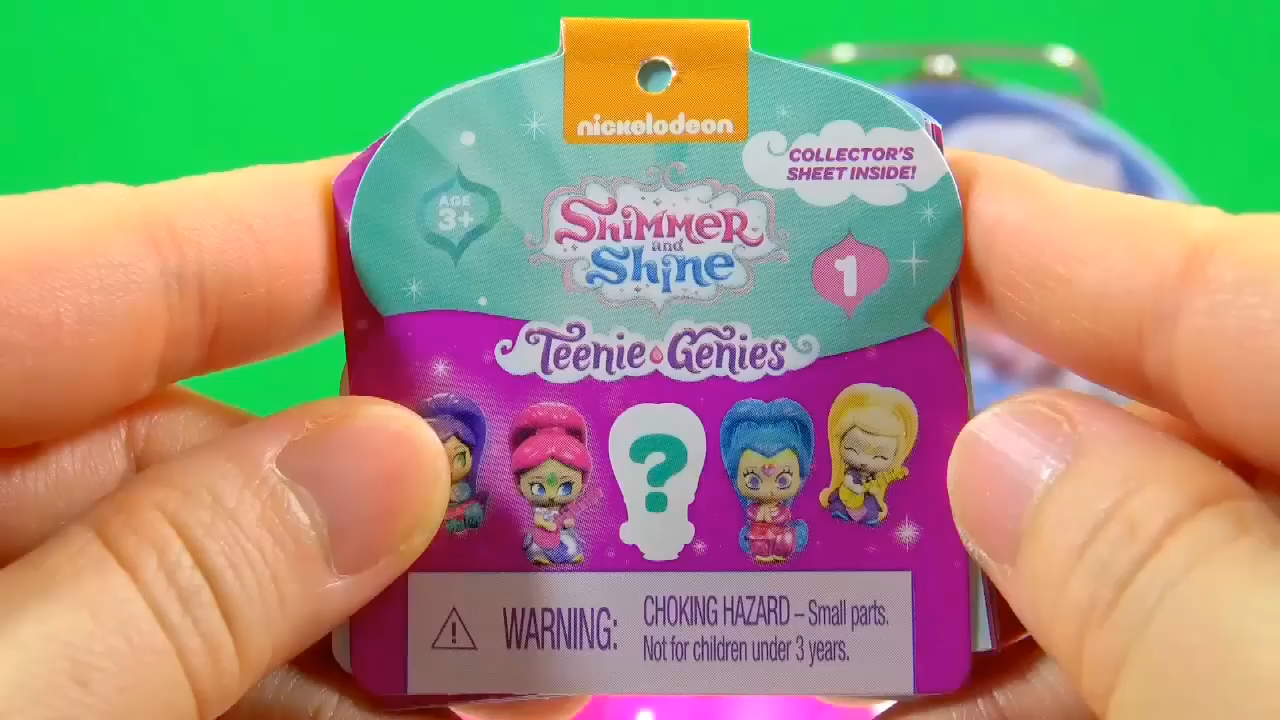 nickelodeon
COLLECTOR'S
SHEET INSIDE!
AGE
3+
Shimmer
and
Shine
1
Teenie Genies
?
WARNING:
CHOKING HAZARD – Small parts.
Not for children under 3 years.